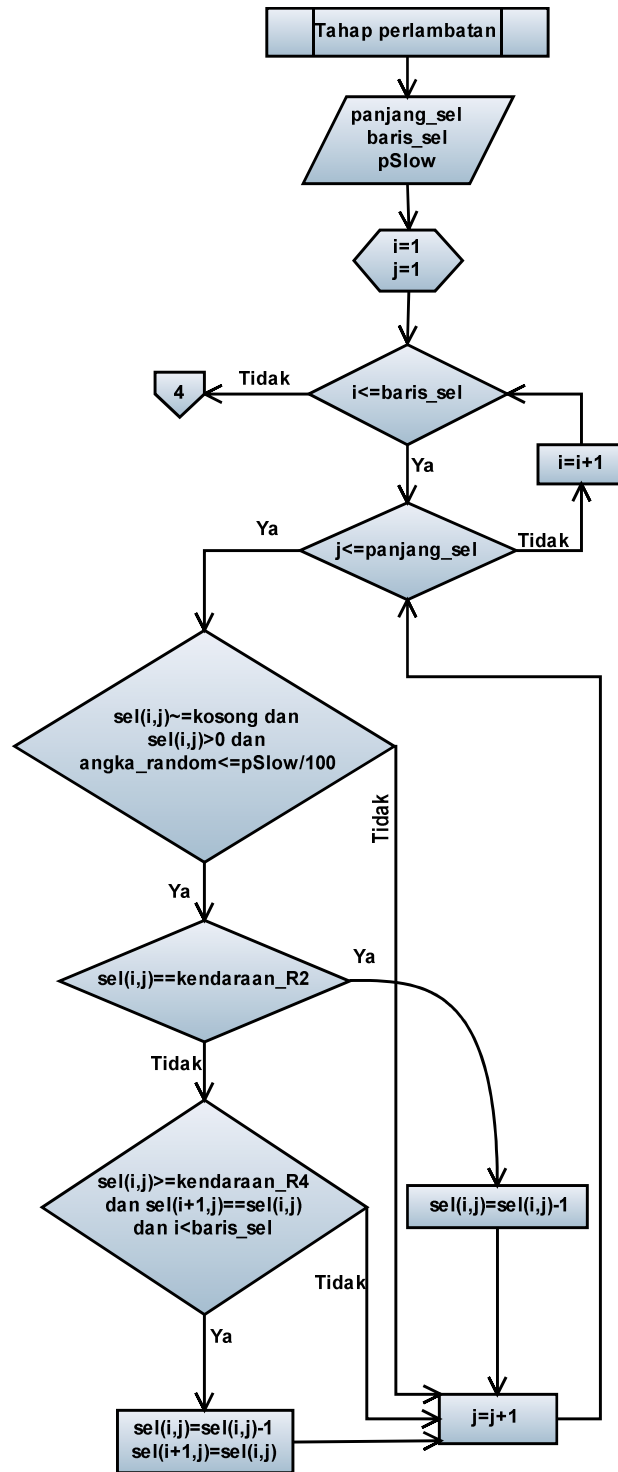 Tahap perlambatan
panjang_sel
baris_sel
pSlow
i=1
j=1
i<=baris_sel
Tidak
4
Ya
i=i+1
j<=panjang_sel
Tidak
Ya
sel(i,j)~=kosong dan
sel(i,j)>0 dan
angka_random<=pSlow/100
Tidak
Ya
sel(i,j)==kendaraan_R2
Ya
Tidak
sel(i,j)>=kendaraan_R4
dan sel(i+1,j)==sel(i,j)
dan i<baris_sel
sel(i,j)=sel(i,j)-1
Tidak
Ya
sel(i,j)=sel(i,j)-1
sel(i+1,j)=sel(i,j)
j=j+1